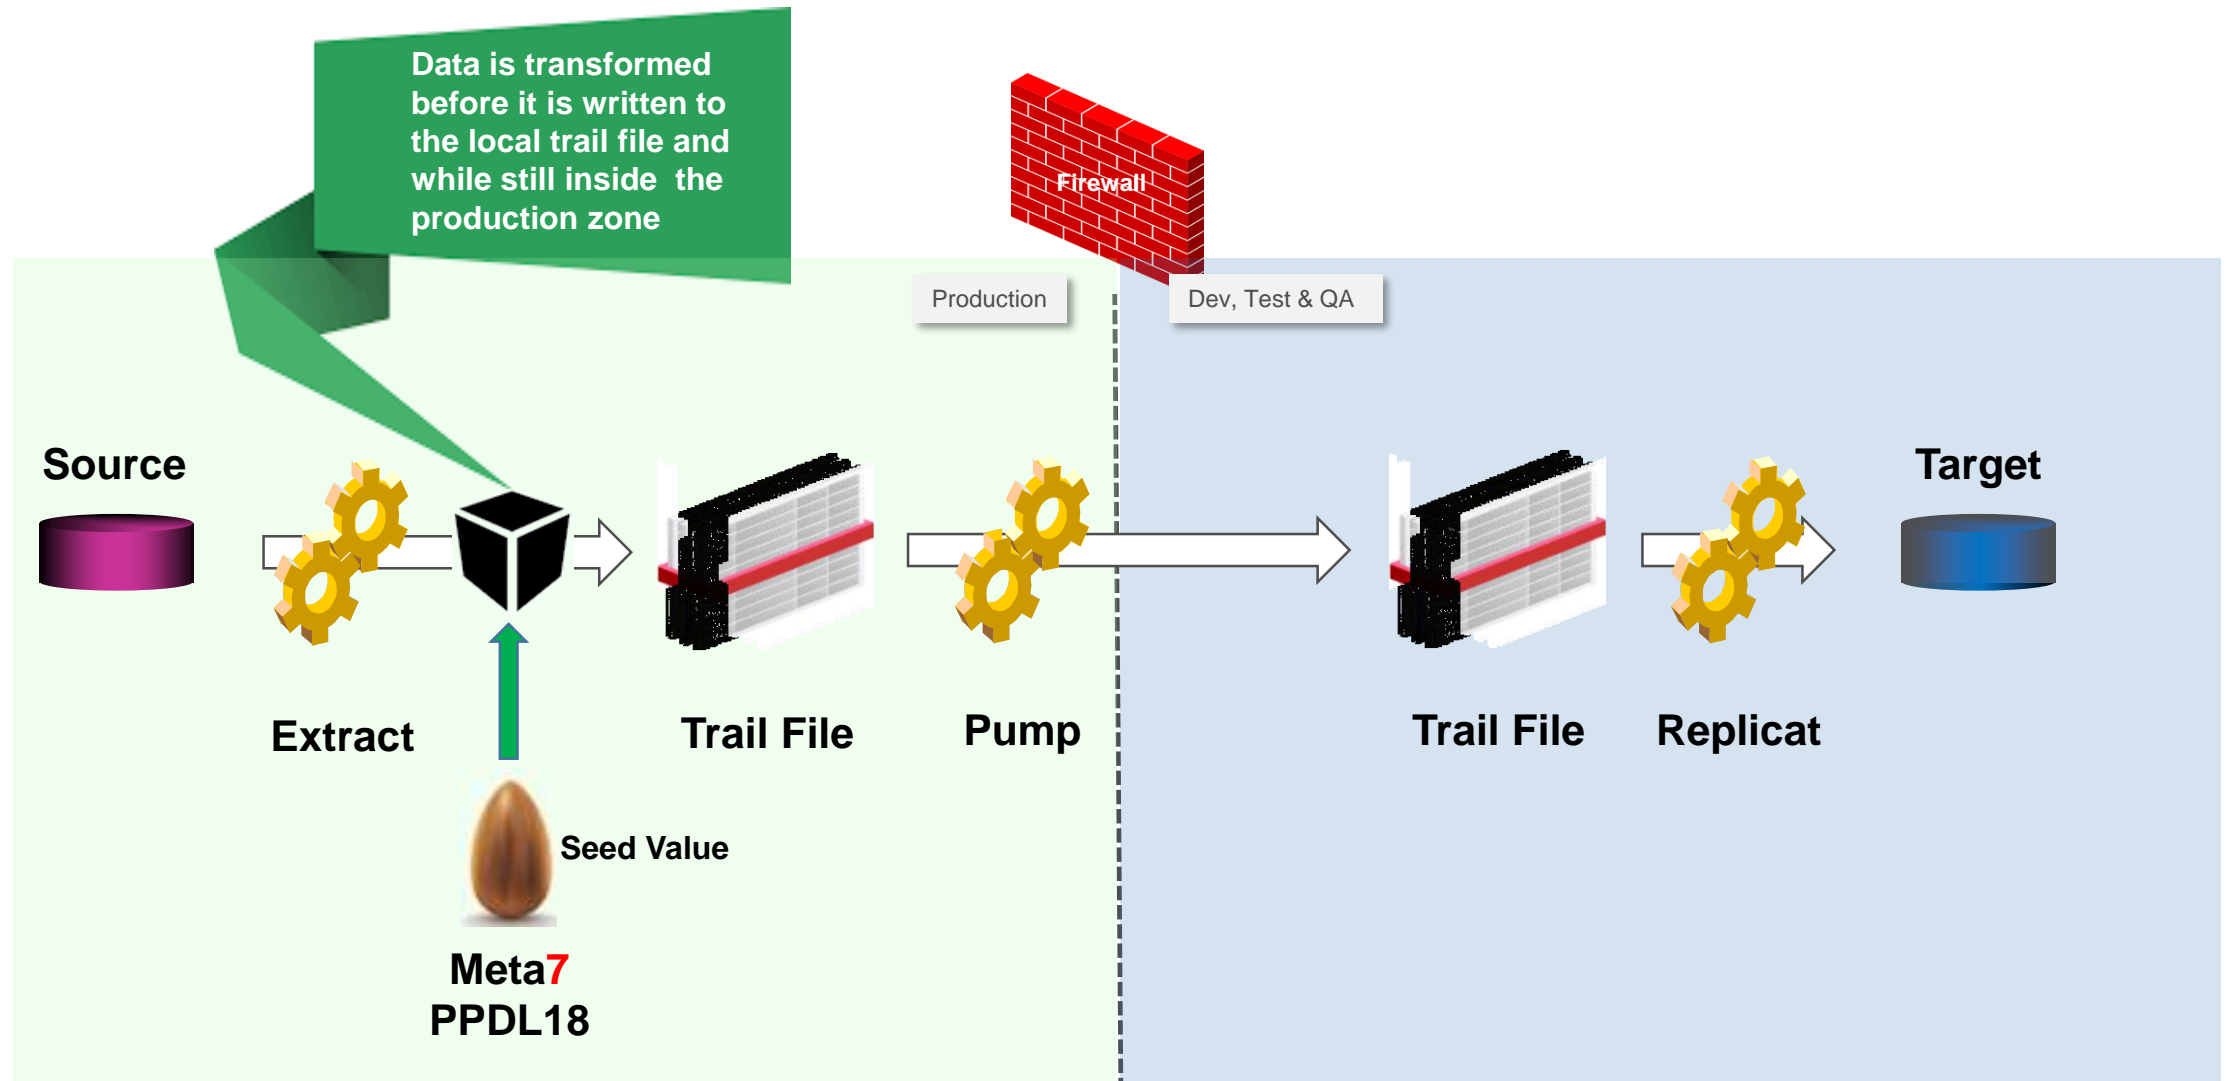 Data is transformed
before it is written to
the local trail file and
while still inside the
production zone
Firewall
Production
Dev, Test & QA
Source
Target
Extract
Trail File
Pump
Trail File
Replicat
Seed Value
Meta7
PPDL18